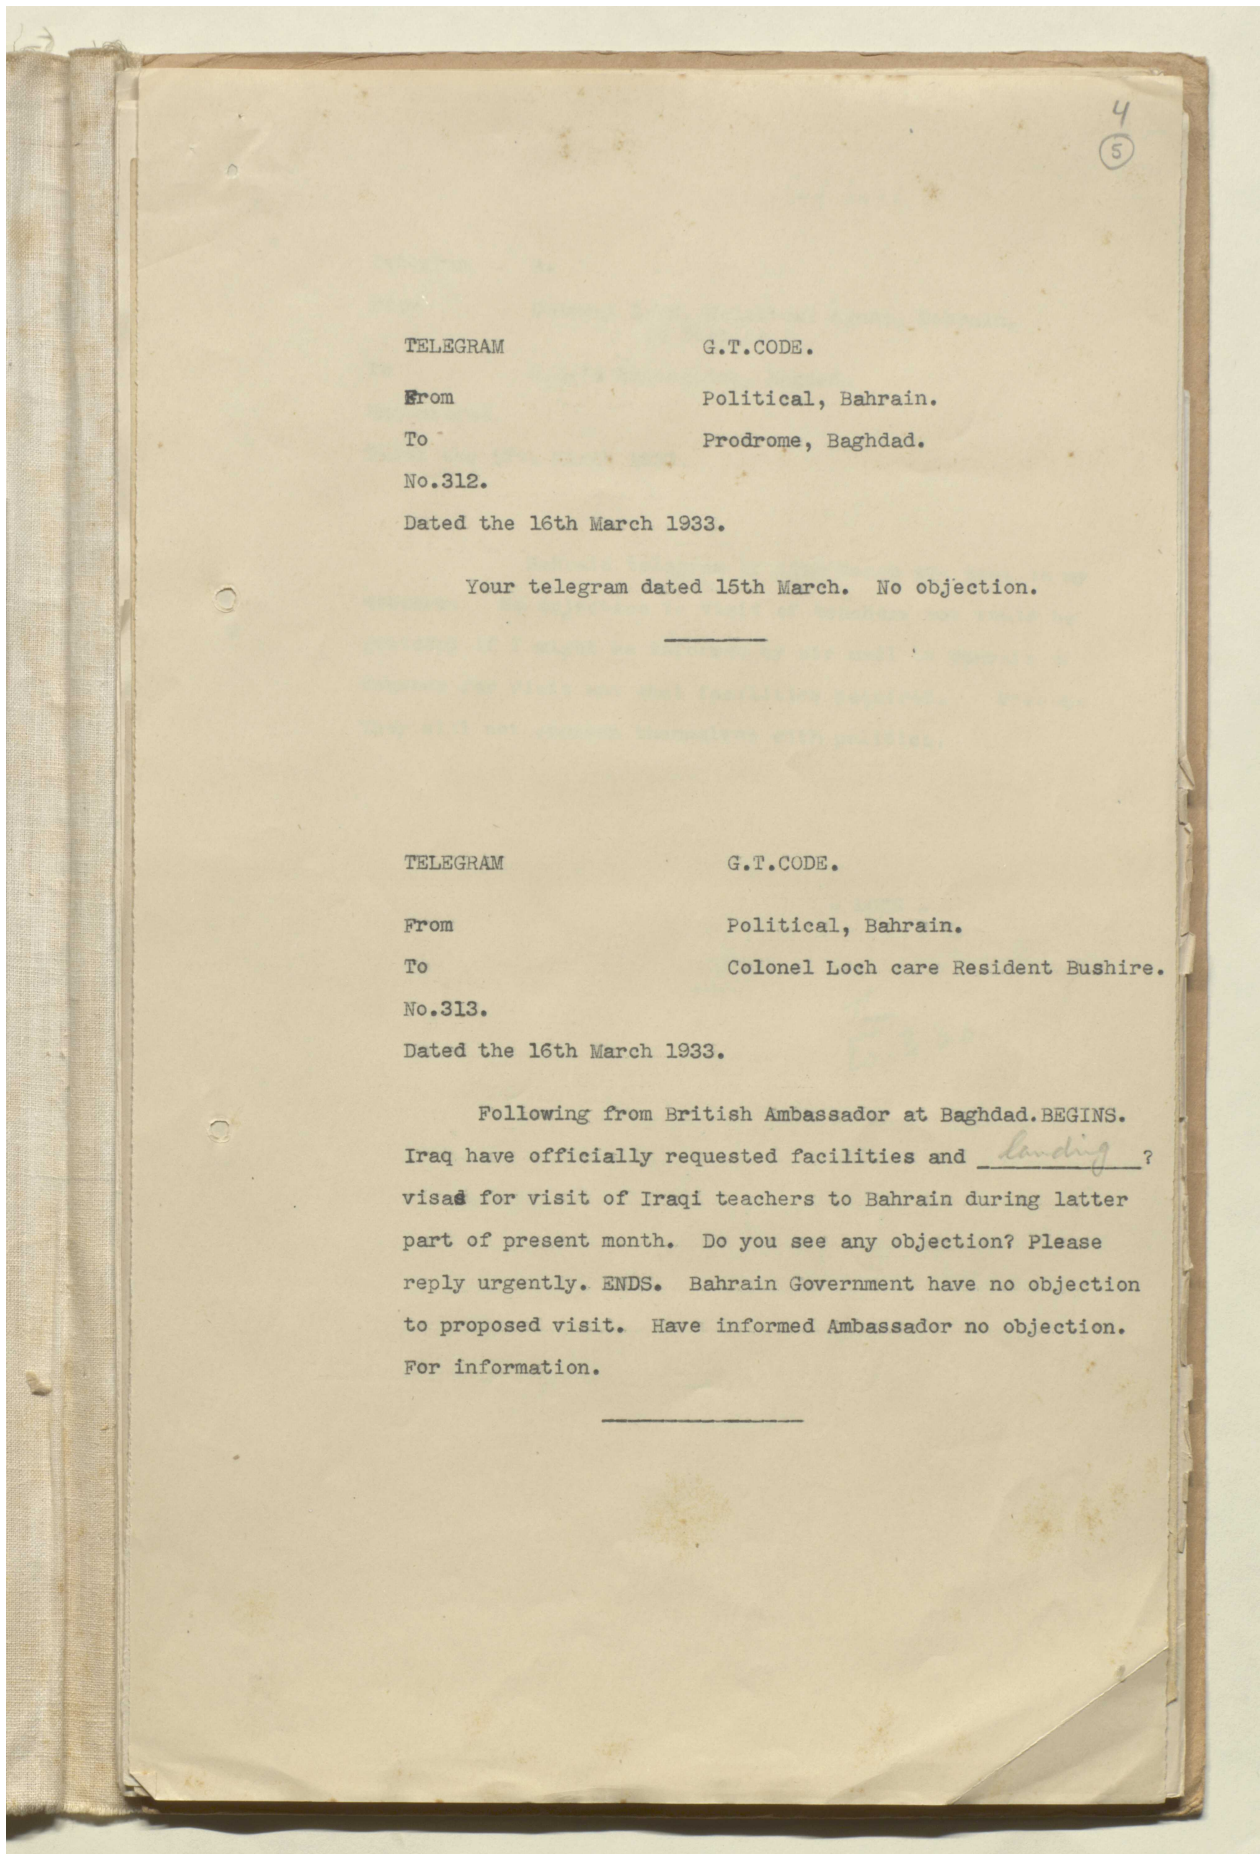 4
5
TELEGRAM G.T.CODE.
From Political, Bahrain.
To Prodrome, Baghdad.
No.312.
Dated the 16th March 1933.
Your telegram dated 15th March. No objection.
TELEGRAM G.T.CODE.
From Political, Bahrain.
To Colonel Loch care Resident Bushire.
No.313.
Dated the 16th March 1933.
Following from British Ambassador at Baghdad.BEGINS.
Iraq have officially requested facilities and landing ?
visas for visit of Iraqi teachers to Bahrain during latter
part of present month. Do you see any objection? Please
reply urgently. ENDS. Bahrain Government have no objection
to proposed visit. Have informed Ambassador no objection.
For information.